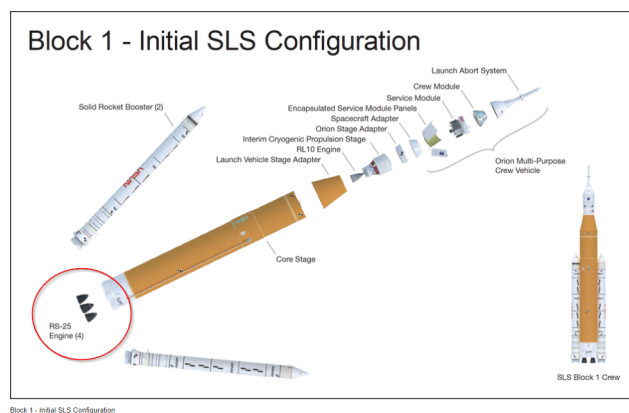 Block 1 - Initial SLS Configuration
Launch Abort System
Crew Module
Service Module
Encapsulated Service Module Panels
Spacecraft Adapter
Orion Stage Adapter
Interim Cryogenic Propulsion Stage
RL10 Engine
Launch Vehicle Stage Adapter
Solid Rocket Booster (2)
Orion Multi-Purpose
Crew Vehicle
Core Stage
RS-25
Engine (4)
SLS Block 1 Crew
Block 1 - Initial SLS Configuration